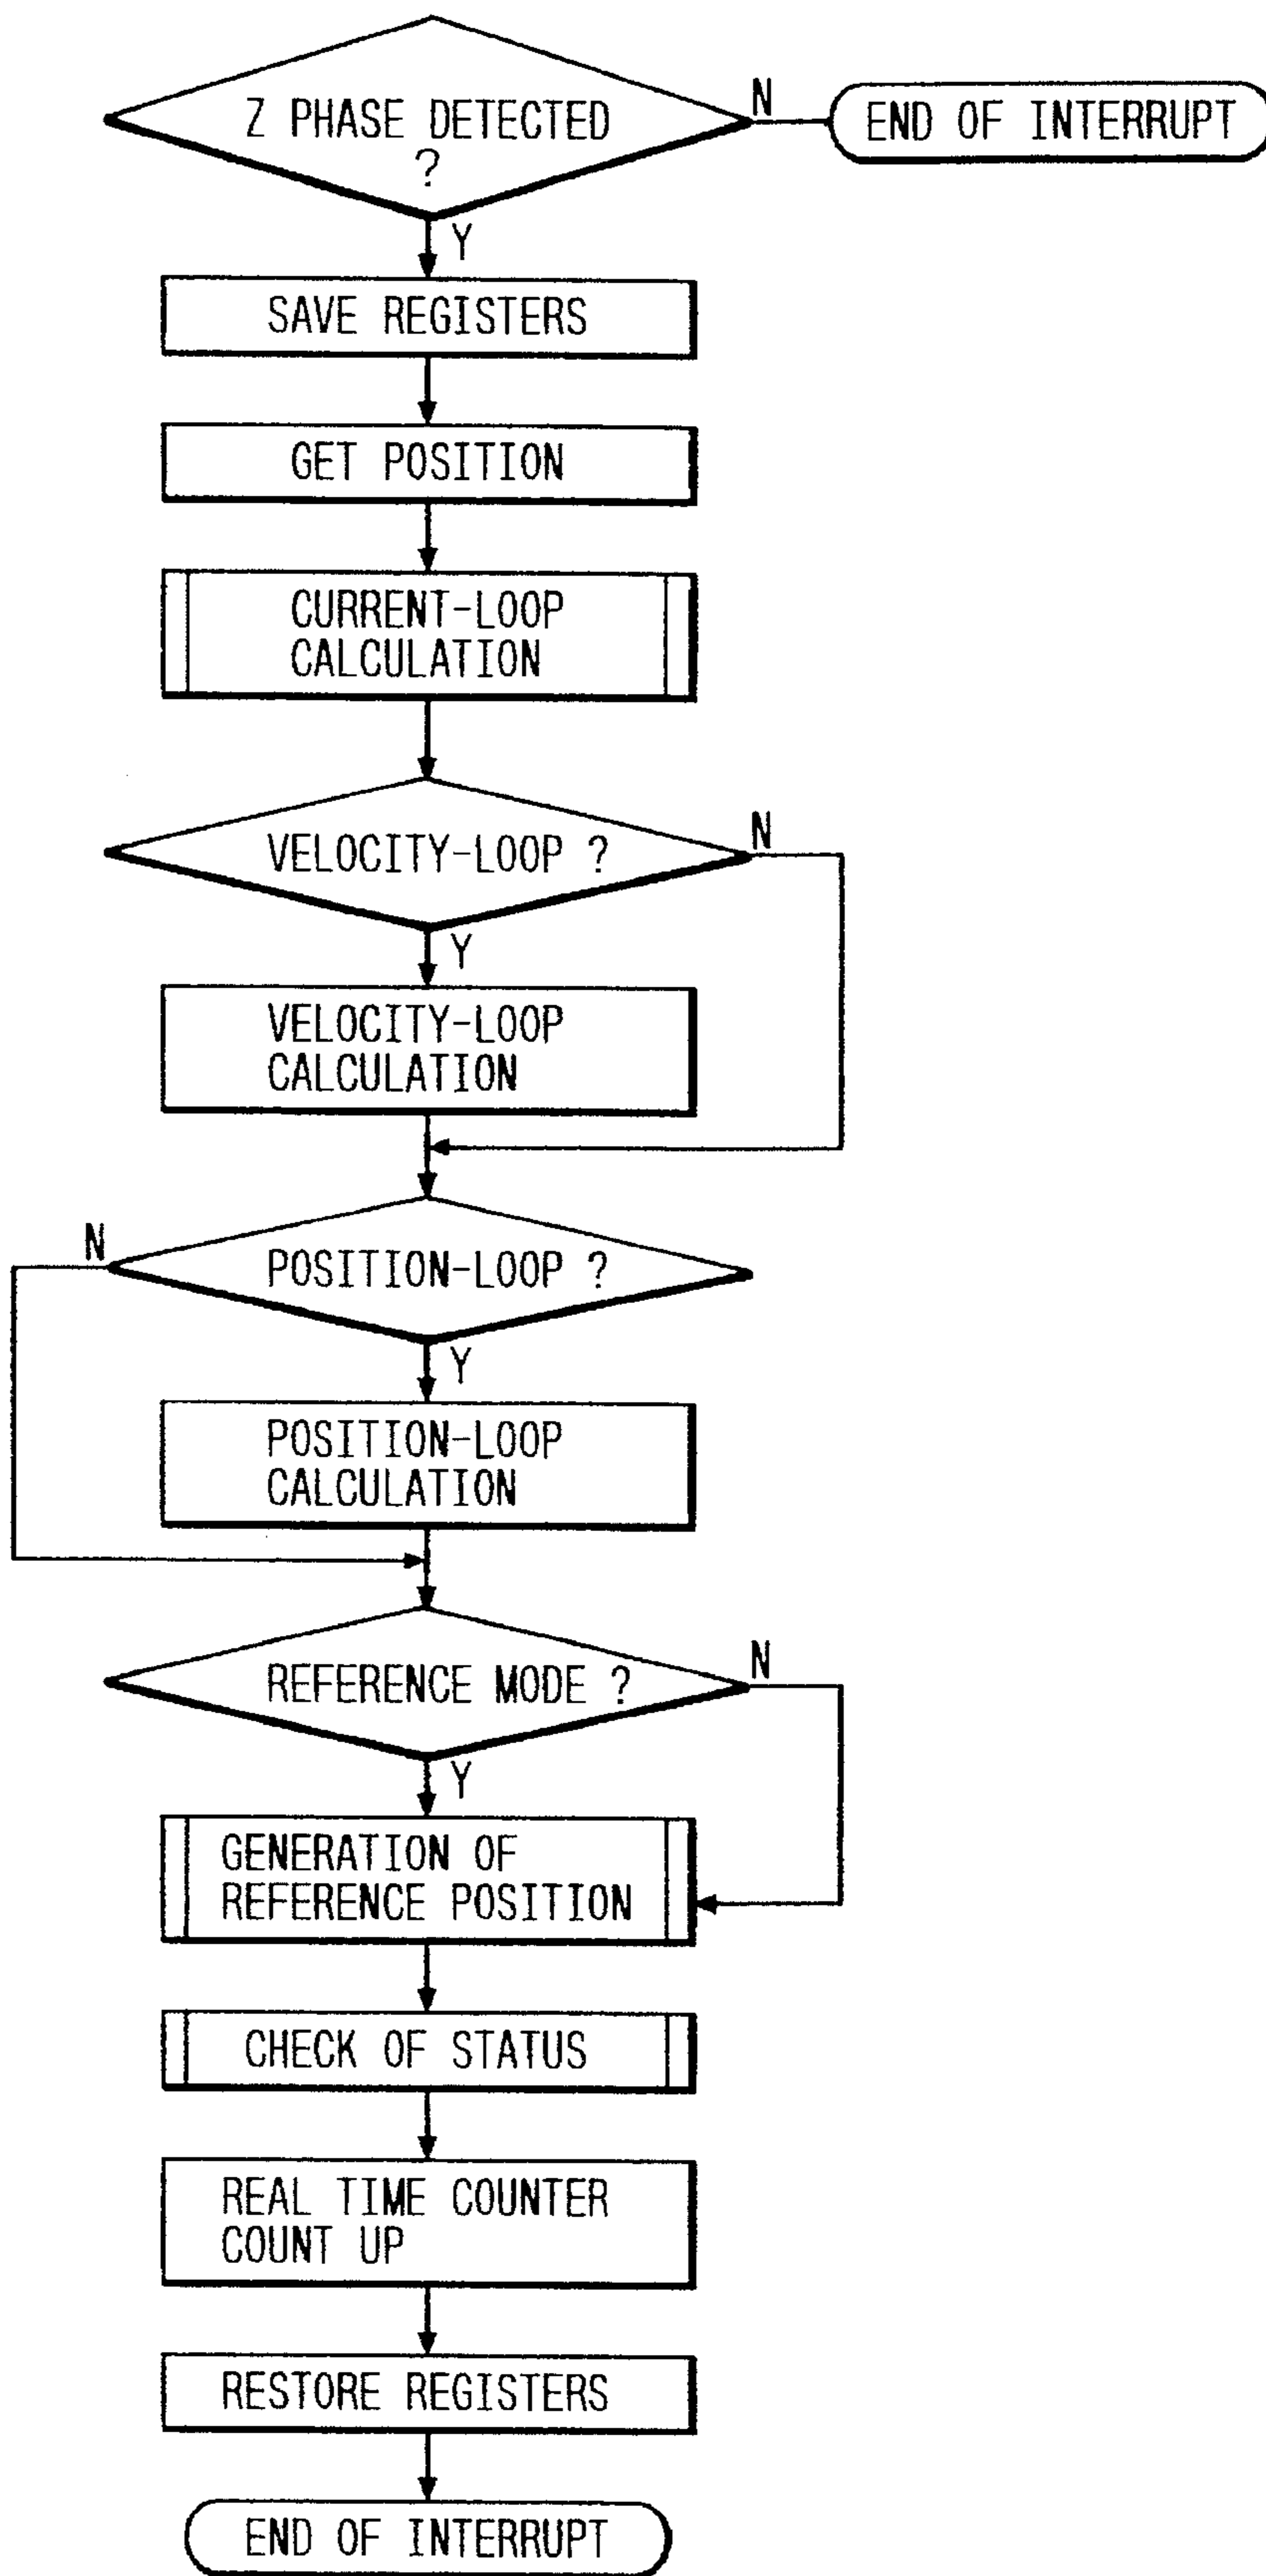 Z PHASE DETECTED
?
N
END OF INTERRUPT
Y
SAVE REGISTERS
GET POSITION
CURRENT-LOOP
CALCULATION
VELOCITY-LOOP ?
N
Y
VELOCITY-LOOP
CALCULATION
N
POSITION-LOOP ?
Y
POSITION-LOOP
CALCULATION
REFERENCE MODE ?
N
Y
GENERATION OF
REFERENCE POSITION
CHECK OF STATUS
REAL TIME COUNTER
COUNT UP
RESTORE REGISTERS
END OF INTERRUPT